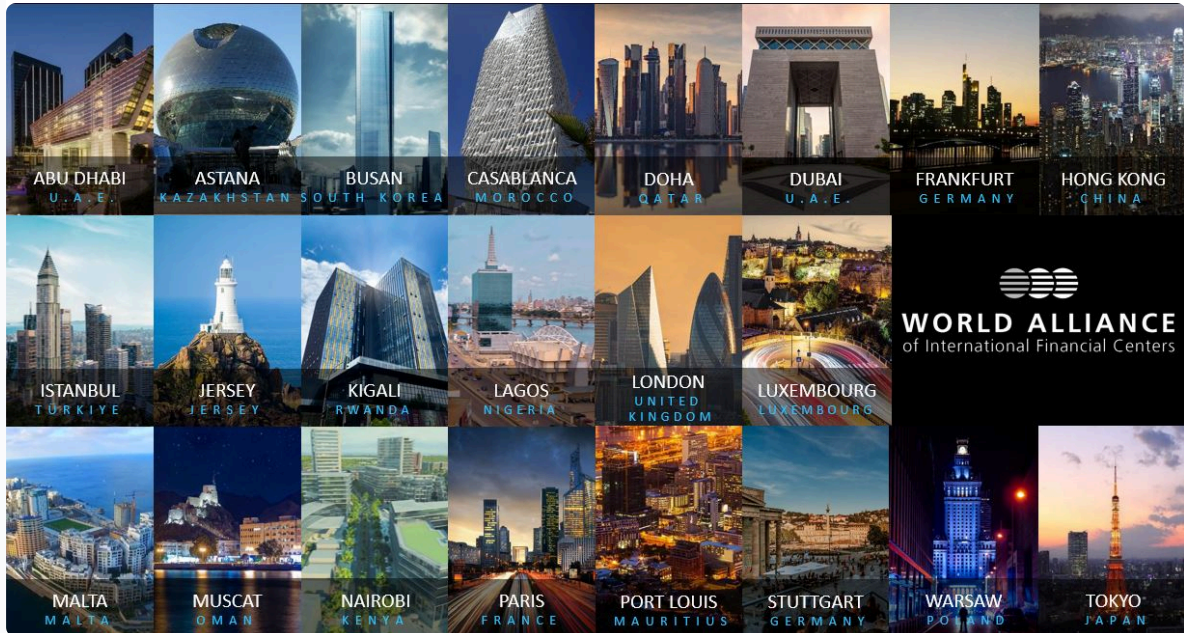 ABU DHABI
U.A.E.
ASTANA
KAZAKHSTAN
BUSAN
SOUTH KOREA
CASABLANCA
MOROCCO
DOHA
QATAR
DUBAI
U.A.E.
FRANKFURT
GERMANY
HONG KONG
CHINA
ISTANBUL
TÜRKIYE
JERSEY
JERSEY
KIGALI
RWANDA
LAGOS
NIGERIA
LONDON
UNITED
KINGDOM
LUXEMBOURG
LUXEMBOURG
WORLD ALLIANCE
of International Financial Centers
MALTA
MALTA
MUSCAT
OMAN
NAIROBI
KENYA
PARIS
FRANCE
PORT LOUIS
MAURITIUS
STUTTGART
GERMANY
WARSAW
POLAND
TOKYO
JAPAN